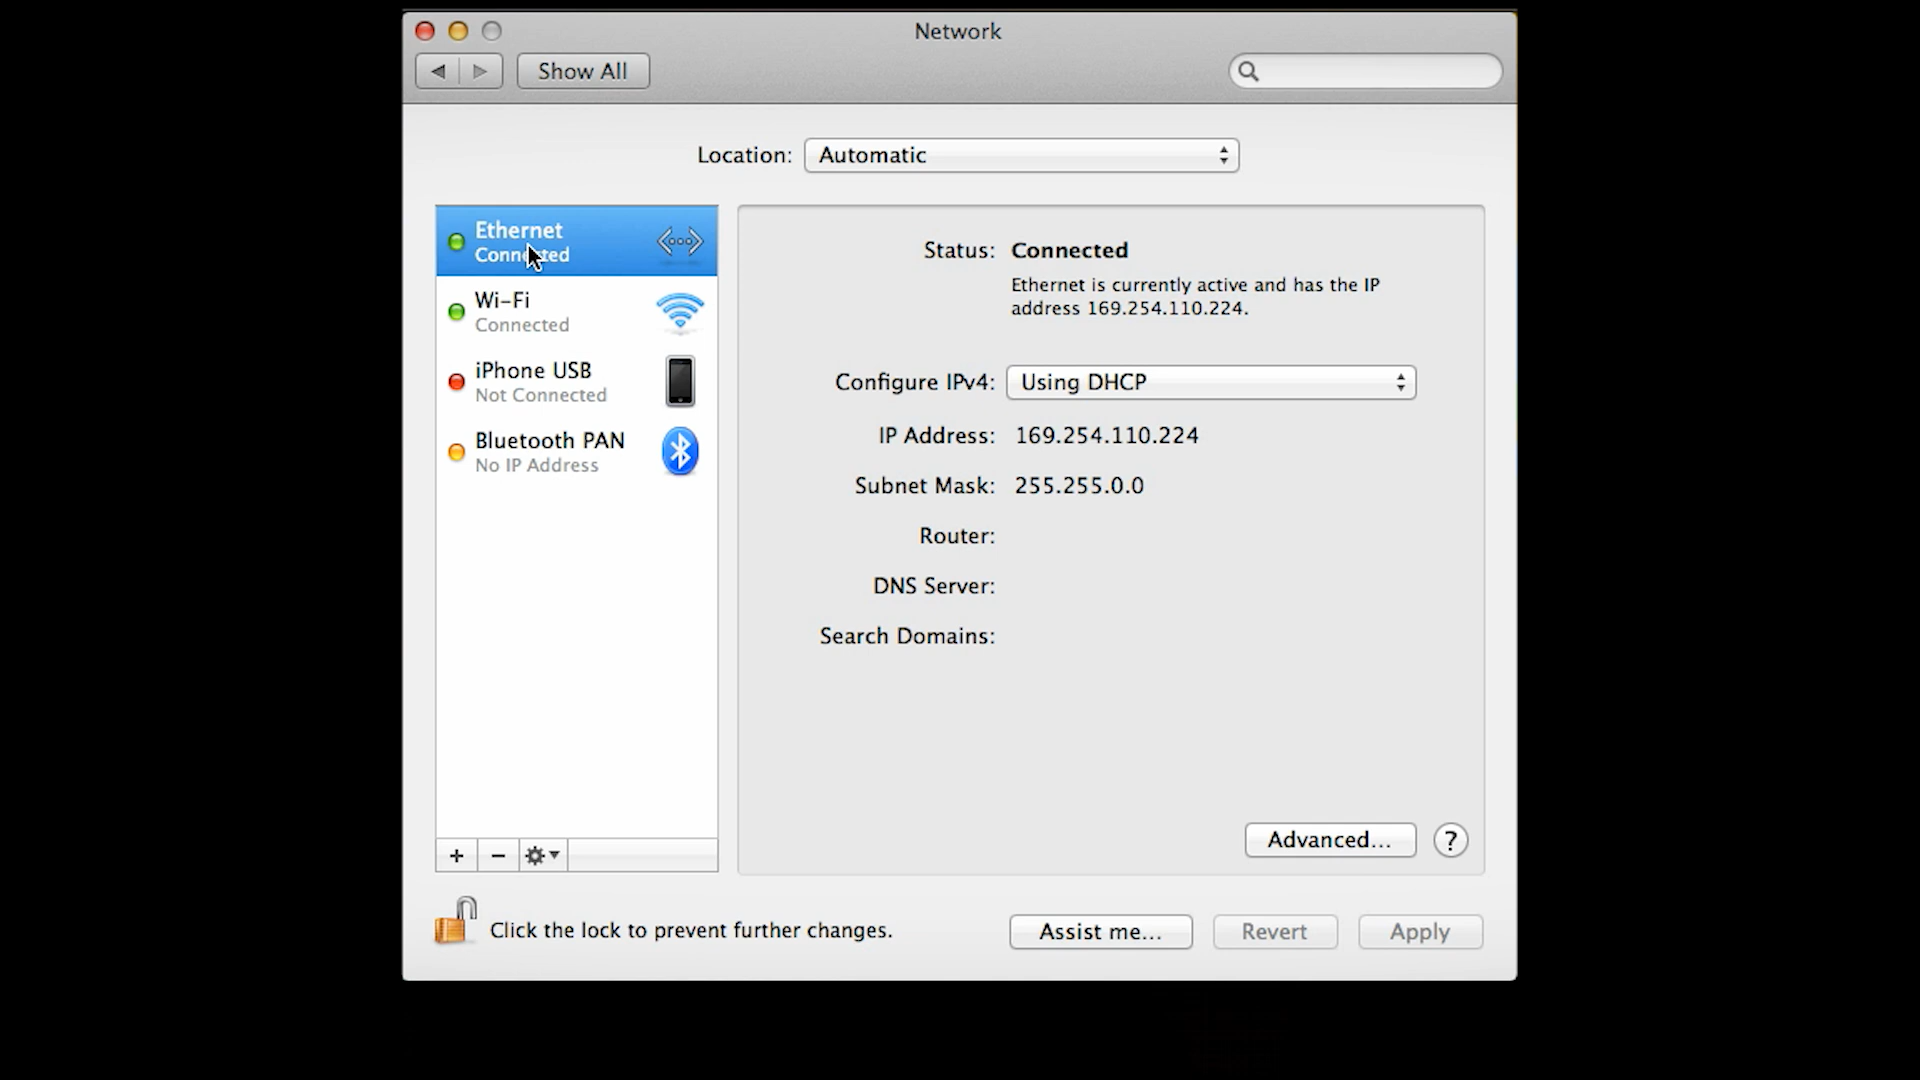 Network
Show All
Location: Automatic
Ethernet
Connected
Wi-Fi
Connected
iPhone USB
Not Connected
Bluetooth PAN
No IP Address
Status: Connected
Ethernet is currently active and has the IP
address 169.254.110.224.
Configure IPv4: Using DHCP
IP Address: 169.254.110.224
Subnet Mask: 255.255.0.0
Router:
DNS Server:
Search Domains:
Advanced... ?
Click the lock to prevent further changes.
Assist me... Revert Apply